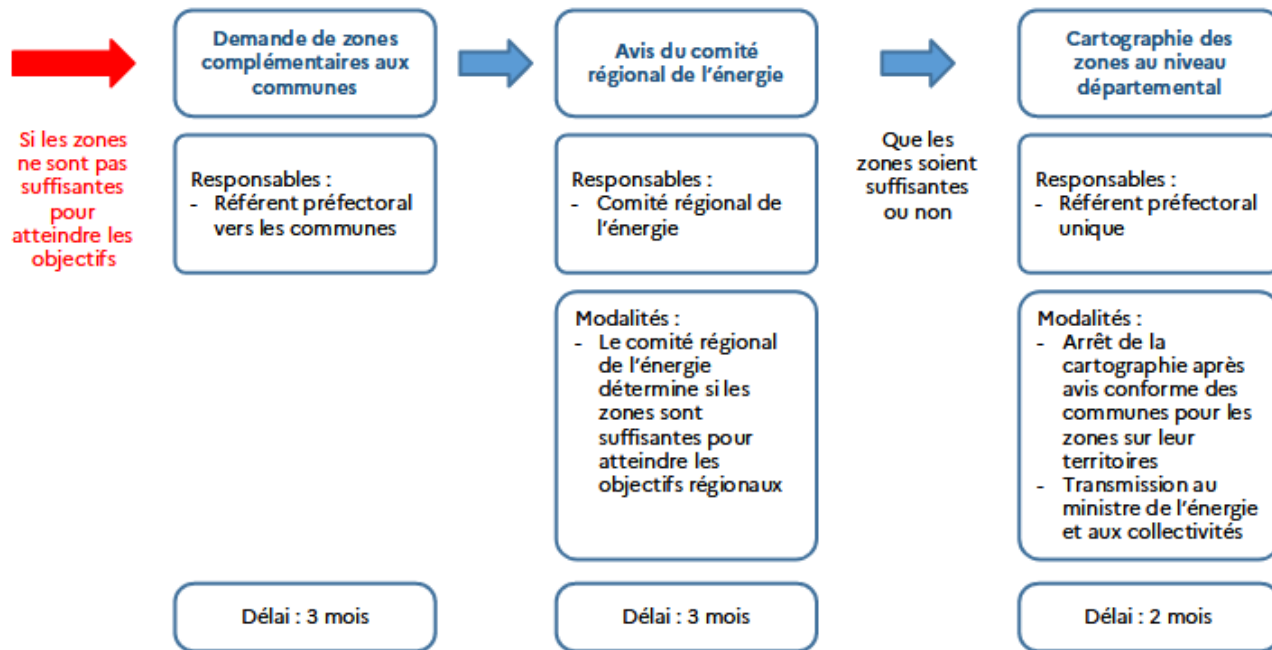 Demande de zones
complémentaires aux
communes
Avis du comité
régional de l'énergie
Cartographie des
zones au niveau
départemental
Si les zones
ne sont pas
suffisantes
pour
atteindre les
objectifs
Responsables :
- Référent préfectoral
vers les communes
Responsables :
- Comité régional de
l'énergie
Que les
zones soient
suffisantes
ou non
Responsables :
- Référent préfectoral
unique
Modalités :
- Le comité régional
de l'énergie
détermine si les
zones sont
suffisantes pour
atteindre les
objectifs régionaux
Modalités :
- Arrêt de la
cartographie après
avis conforme des
communes pour les
zones sur leur
territoires
- Transmission au
ministre de l'énergie
et aux collectivités
Délai : 3 mois
Délai : 3 mois
Délai : 2 mois